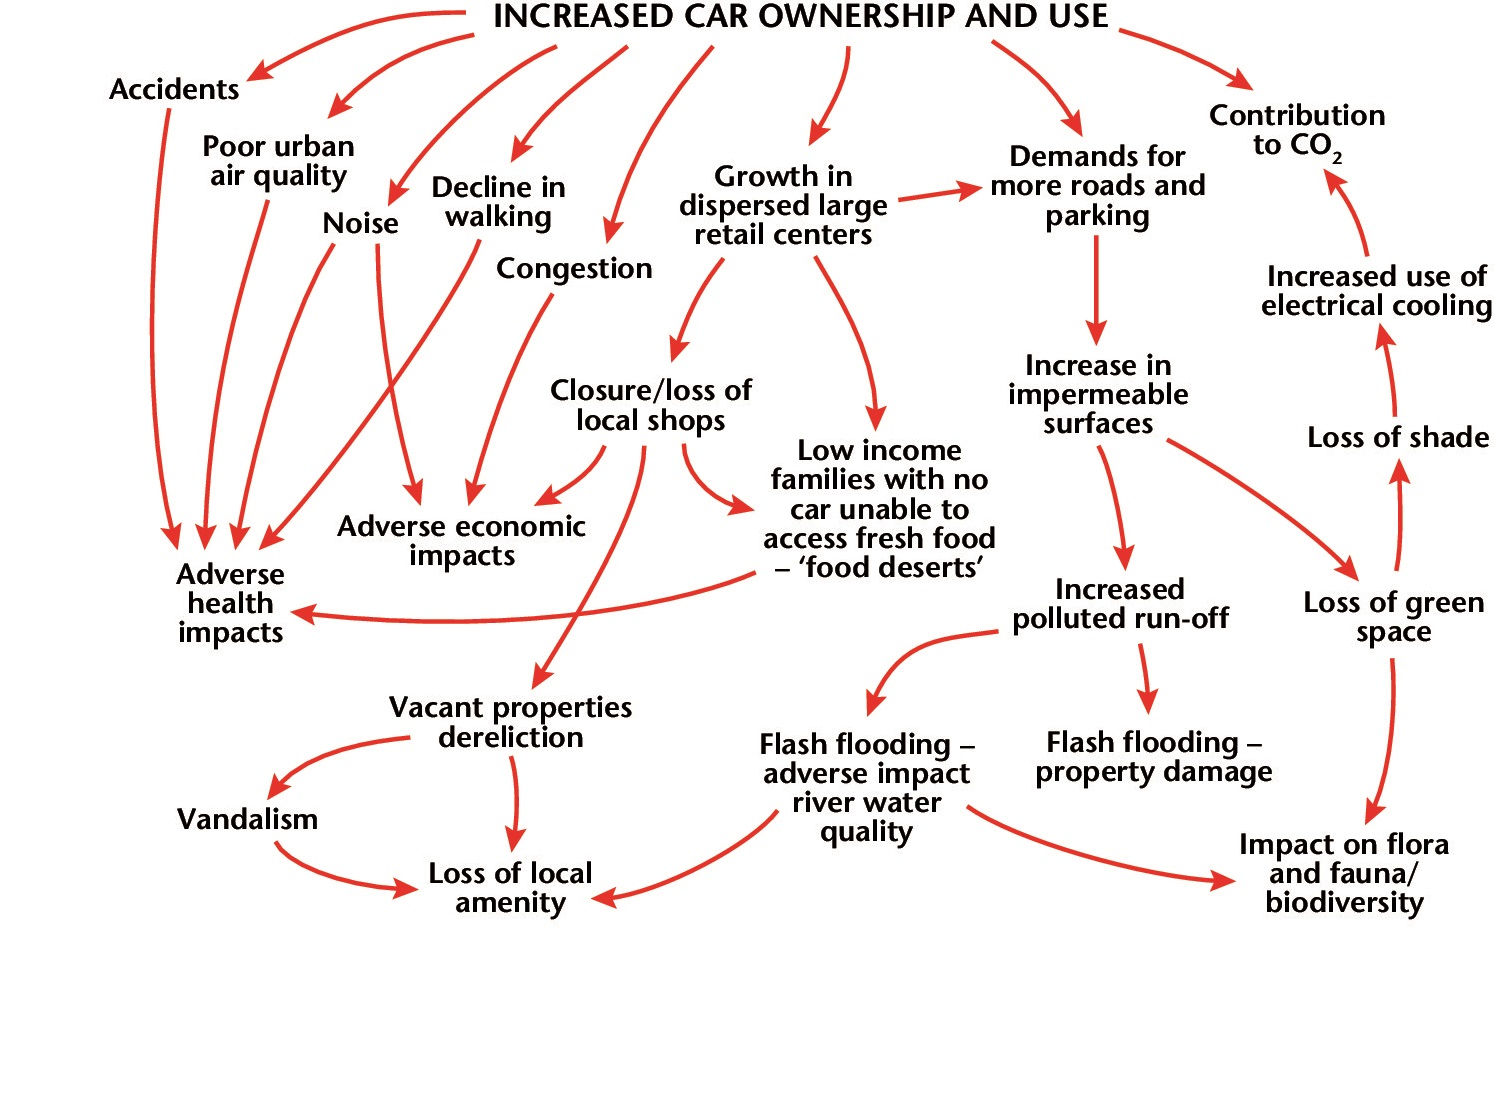 INCREASED CAR OWNERSHIP AND USE
Accidents
Poor urban
air quality
Noise
Decline in
walking
Congestion
Growth in
dispersed large
retail centers
Demands for
more roads and
parking
Contribution
to CO₂
Increased use of
electrical cooling
Closure/loss of
local shops
Increase in
impermeable
surfaces
Loss of shade
Low income
families with no
car unable to
access fresh food
– ‘food deserts’
Adverse economic
impacts
Adverse
health
impacts
Increased
polluted run-off
Loss of green
space
Vacant properties
dereliction
Flash flooding –
adverse impact
river water
quality
Flash flooding –
property damage
Vandalism
Loss of local
amenity
Impact on flora
and fauna/
biodiversity